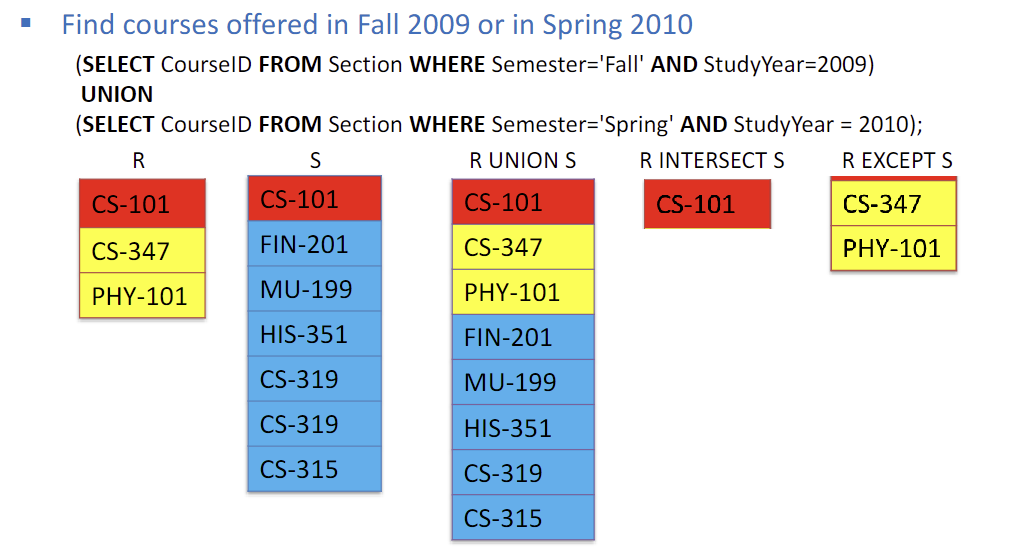 ▪ Find courses offered in Fall 2009 or in Spring 2010
(SELECT CourseID FROM Section WHERE Semester='Fall' AND StudyYear=2009)
UNION
(SELECT CourseID FROM Section WHERE Semester='Spring' AND StudyYear = 2010);
R
CS-101
CS-347
PHY-101
S
CS-101
FIN-201
MU-199
HIS-351
CS-319
CS-319
CS-315
R UNION S
CS-101
CS-347
PHY-101
FIN-201
MU-199
HIS-351
CS-319
CS-315
R INTERSECT S
CS-101
R EXCEPT S
CS-347
PHY-101